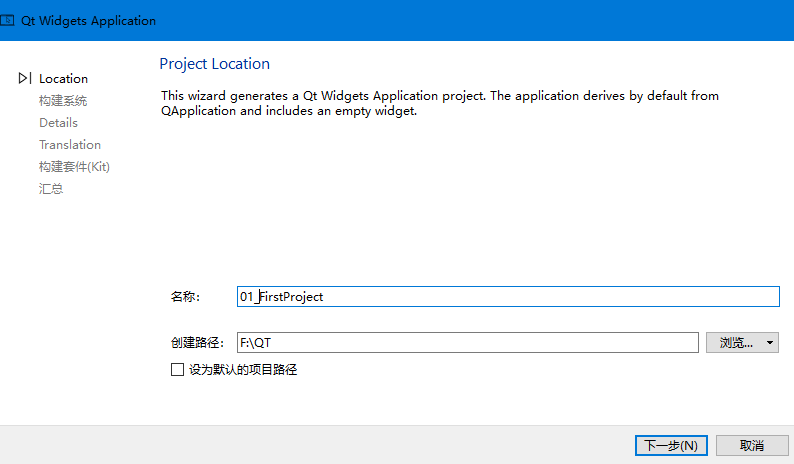 Qt Widgets Application
Location
构建系统
Details
Translation
构建套件(Kit)
汇总
Project Location
This wizard generates a Qt Widgets Application project. The application derives by default from
QApplication and includes an empty widget.
名称：
01_FirstProject
创建路径：
F:\QT
浏览...
设为默认的项目路径
下一步(N)
取消